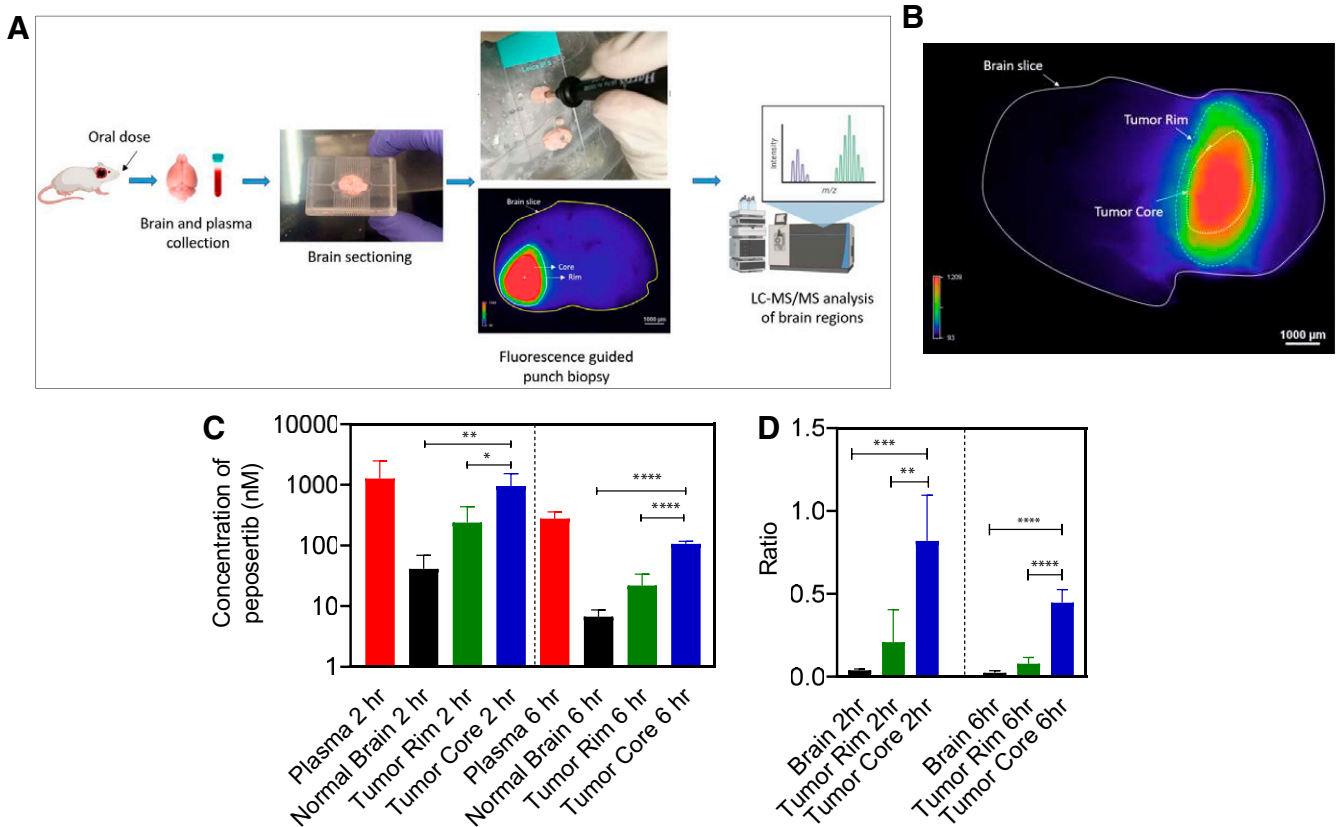 A
Oral dose
Brain and plasma
collection
Brain sectioning
Brain slice
Core
Rim
1000 µm
Fluorescence guided
punch biopsy
Intensity
m/z
LC-MS/MS analysis
of brain regions
B
Brain slice
Tumor Rim
Tumor Core
1209
93
1000 µm
C
Concentration of
peposertib (nM)
10000
1000
100
10
1
**
*
****
****
Plasma 2 hr
Normal Brain 2 hr
Tumor Rim 2 hr
Tumor Core 2 hr
Plasma 6 hr
Normal Brain 6 hr
Tumor Rim 6 hr
Tumor Core 6 hr
D
Ratio
1.5
1.0
0.5
0.0
***
**
****
****
Brain 2hr
Tumor Rim 2hr
Tumor Core 2hr
Brain 6hr
Tumor Rim 6hr
Tumor Core 6hr